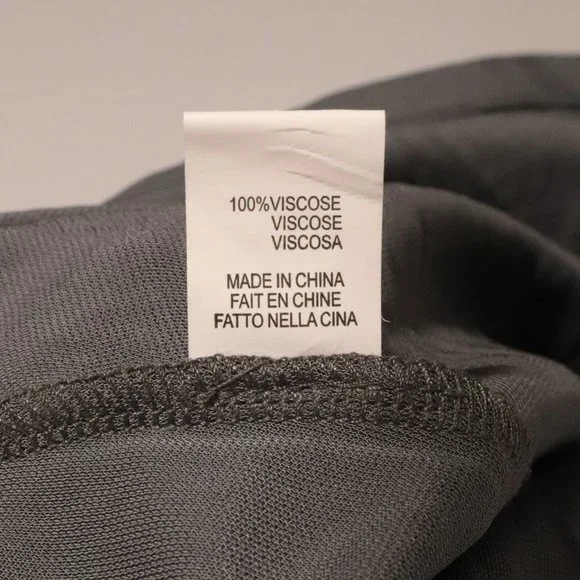 100%VISCOSE
VISCOSE
VISCOSA
MADE IN CHINA
FAIT EN CHINE
FATTO NELLA CINA